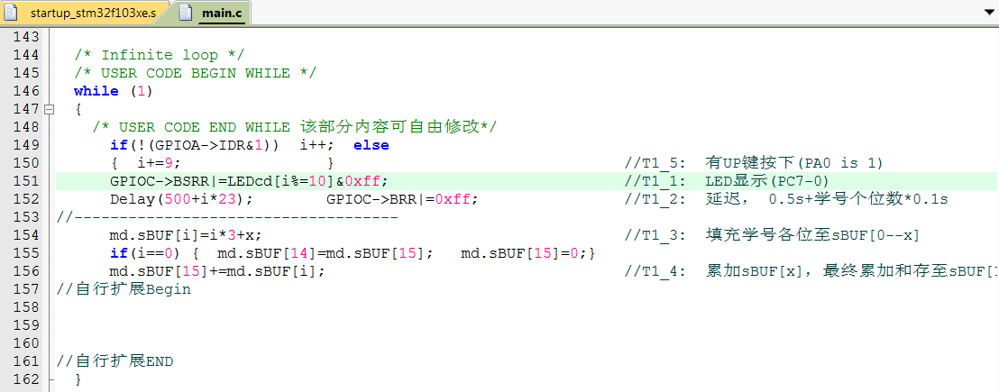 startup_stm32f103xe.s main.c
143
144 /* Infinite loop */
145 /* USER CODE BEGIN WHILE */
146 while (1)
147 {
148 /* USER CODE END WHILE 该部分内容可自由修改*/
149 if(!(GPIOA->IDR&1)) i++; else
150 { i+=9; } //T1_5: 有UP键按下(PA0 is 1)
151 GPIOC->BSRR|=LEDcd[i%=10]&0xff; //T1_1: LED显示(PC7-0)
152 Delay(500+i*23); GPIOC->BRR|=0xff; //T1_2: 延迟, 0.5s+学号个位数*0.1s
153 //------------------------------------
154 md.sBUF[i]=i*3+x; //T1_3: 填充学号各位至sBUF[0--x]
155 if(i==0) { md.sBUF[14]=md.sBUF[15]; md.sBUF[15]=0;}
156 md.sBUF[15]+=md.sBUF[i]; //T1_4: 累加sBUF[x],最终累加和存至sBUF[
157 //自行扩展Begin
158
159
160
161 //自行扩展END
162 }